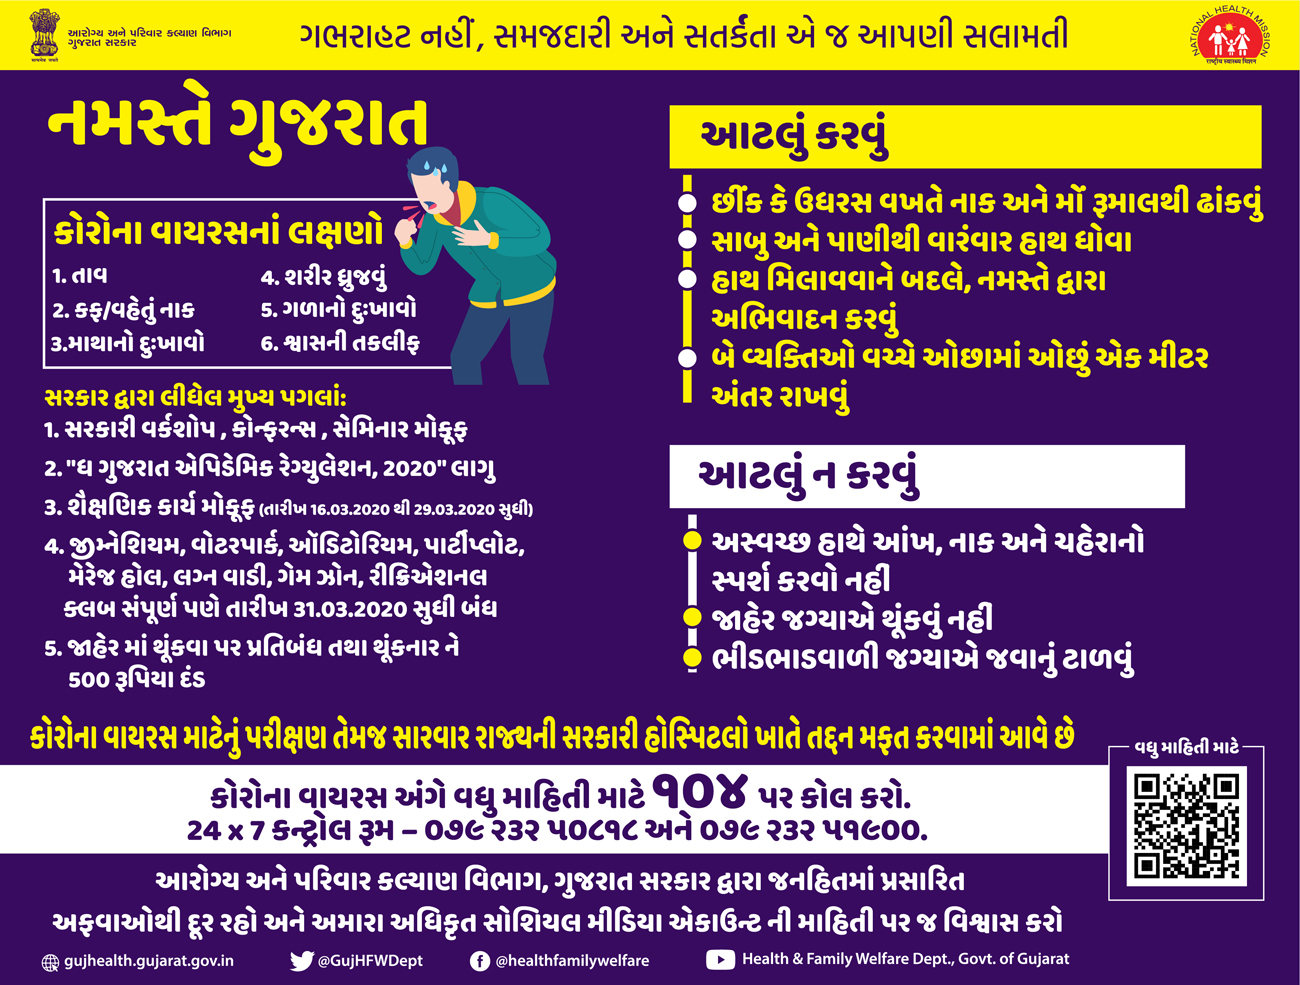 આરોગ્ય અને પરિવાર કલ્યાણ વિભાગ
ગુજરાત સરકાર
सत्यमेव जयते
ગભરાહટ નહીં, સમજદારી અને સતર્કતા એ જ આપણી સલામતી
NATIONAL HEALTH MISSION
राष्ट्रीय स्वास्थ्य मिशन
નમસ્તે ગુજરાત
કોરોના વાયરસનાં લક્ષણો
1. તાવ
2. કફ/વહેતું નાક
3.માથાનો દુઃખાવો
4. શરીર ધ્રુજવું
5. ગળાનો દુઃખાવો
6. શ્વાસની તકલીફ
સરકાર દ્વારા લીધેલ મુખ્ય પગલાં:
1. સરકારી વર્કશોપ , કોન્ફરન્સ , સેમિનાર મોકૂફ
2. "ધ ગુજરાત એપિડેમિક રેગ્યુલેશન, 2020" લાગુ
3. શૈક્ષણિક કાર્ય મોકૂફ (તારીખ 16.03.2020 થી 29.03.2020 સુધી)
4. જીમ્નેશિયમ, વોટરપાર્ક, ઑડિટોરિયમ, પાર્ટીપ્લોટ,
મેરેજ હોલ, લગ્ન વાડી, ગેમ ઝોન, રીક્રિએશનલ
ક્લબ સંપૂર્ણ પણે તારીખ 31.03.2020 સુધી બંધ
5. જાહેર માં થૂંકવા પર પ્રતિબંધ તથા થૂંકનાર ને
500 રૂપિયા દંડ
આટલું કરવું
છીંક કે ઉધરસ વખતે નાક અને મોં રૂમાલથી ઢાંકવું
સાબુ અને પાણીથી વારંવાર હાથ ધોવા
હાથ મિલાવવાને બદલે, નમસ્તે દ્વારા
અભિવાદન કરવું
બે વ્યક્તિઓ વચ્ચે ઓછામાં ઓછું એક મીટર
અંતર રાખવું
આટલું ન કરવું
અસ્વચ્છ હાથે આંખ, નાક અને ચહેરાનો
સ્પર્શ કરવો નહીં
જાહેર જગ્યાએ થૂંકવું નહીં
ભીડભાડવાળી જગ્યાએ જવાનું ટાળવું
કોરોના વાયરસ માટેનું પરીક્ષણ તેમજ સારવાર રાજ્યની સરકારી હોસ્પિટલો ખાતે તદ્દન મફત કરવામાં આવે છે
વધુ માહિતી માટે
કોરોના વાયરસ અંગે વધુ માહિતી માટે ૧૦૪ પર કોલ કરો.
24 x 7 કન્ટ્રોલ રૂમ – ૦૭૯ ૨૩૨ ૫૦૮૧૮ અને ૦૭૯ ૨૩૨ ૫૧૯૦૦.
આરોગ્ય અને પરિવાર કલ્યાણ વિભાગ, ગુજરાત સરકાર દ્વારા જનહિતમાં પ્રસારિત
અફવાઓથી દૂર રહો અને અમારા અધિકૃત સોશિયલ મીડિયા એકાઉન્ટ ની માહિતી પર જ વિશ્વાસ કરો
gujhealth.gujarat.gov.in
@GujHFWDept
@healthfamilywelfare
Health & Family Welfare Dept., Govt. of Gujarat